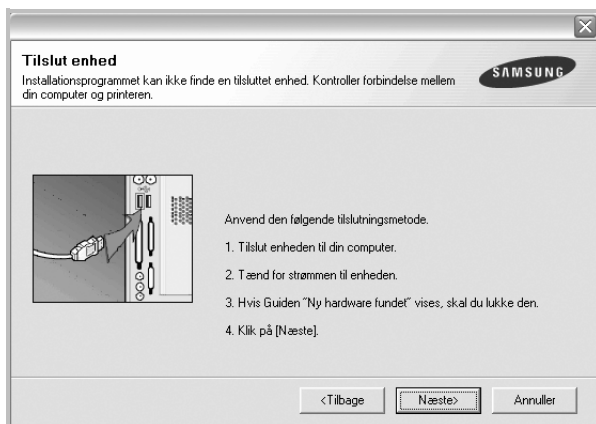 Tilslut enhed
Installationsprogrammet kan ikke finde en tilsluttet enhed. Kontroller forbindelse mellem
din computer og printeren.
SAMSUNG
Anvend den følgende tilslutningsmetode.
1. Tilslut enheden til din computer.
2. Tænd for strømmen til enheden.
3. Hvis Guiden "Ny hardware fundet" vises, skal du lukke den.
4. Klik på [Næste].
<Tilbage
Næste>
Annuller